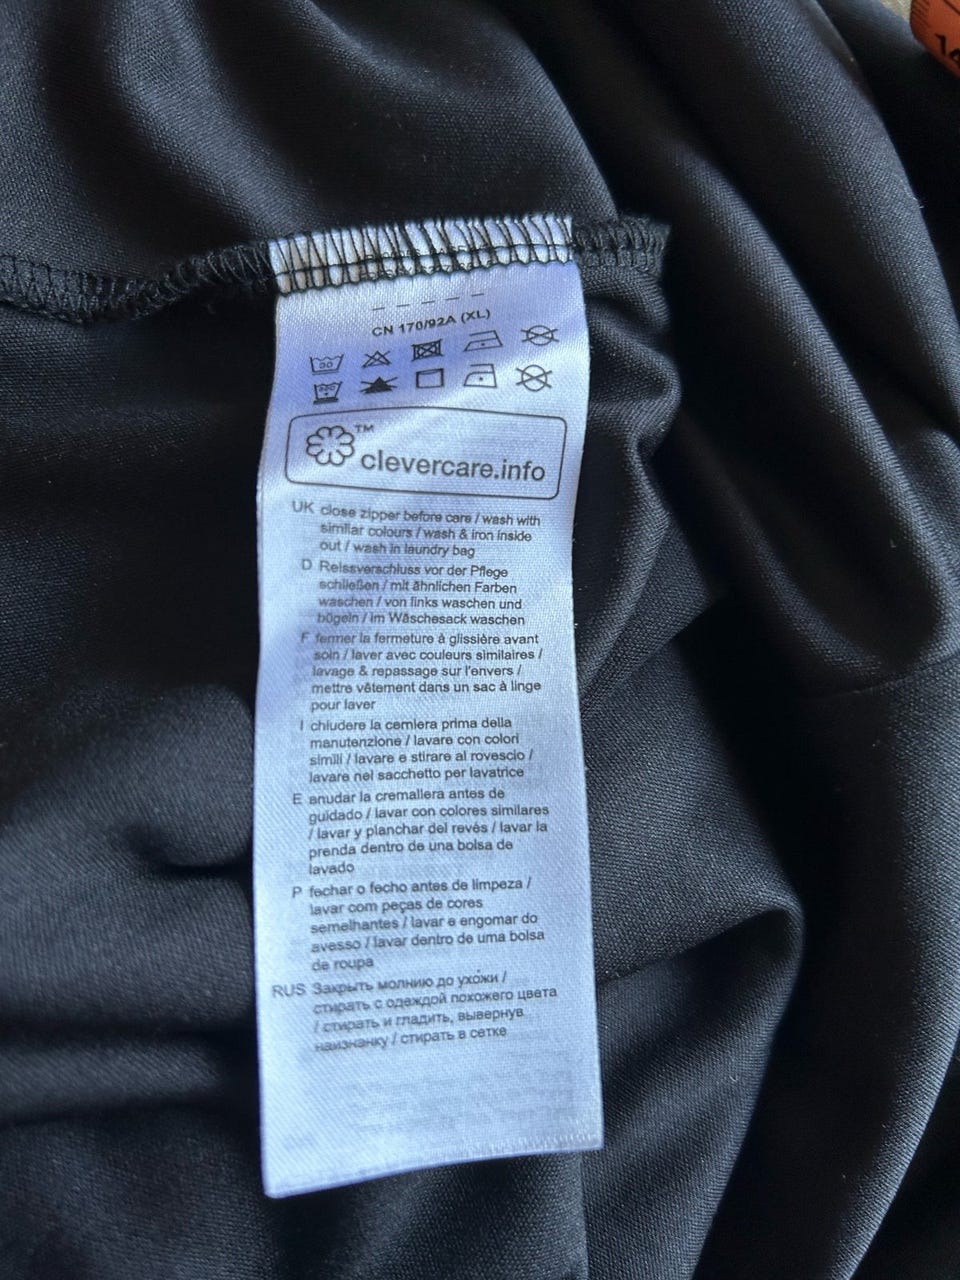 14
CN 170/92A (XL)
TM
clevercare.info
UK close zipper before care / wash with
similar colours / wash & iron inside
out / wash in laundry bag
D Reissverschluss vor der Pflege
schließen / mit ähnlichen Farben
waschen / von links waschen und
bügeln / im Wäschesack waschen
F fermer la fermeture à glissière avant
soin / laver avec couleurs similaires /
lavage & repassage sur l'envers /
mettre vêtement dans un sac à linge
pour laver
I chiudere la cerniera prima della
manutenzione / lavare con colori
simili / lavare e stirare al rovescio /
lavare nel sacchetto per lavatrice
E anudar la cremallera antes de
guidado / lavar con colores similares
/ lavar y planchar del revés / lavar la
prenda dentro de una bolsa de
lavado
P fechar o fecho antes de limpeza /
lavar com peças de cores
semelhantes / lavar e engomar do
avesso / lavar dentro de uma bolsa
de roupa
RUS Закрыть молнию до ухо́жи /
стирать с одеждой похожего цвета
/ стирать и гладить, вывернув
наизнанку / стирать в сетке